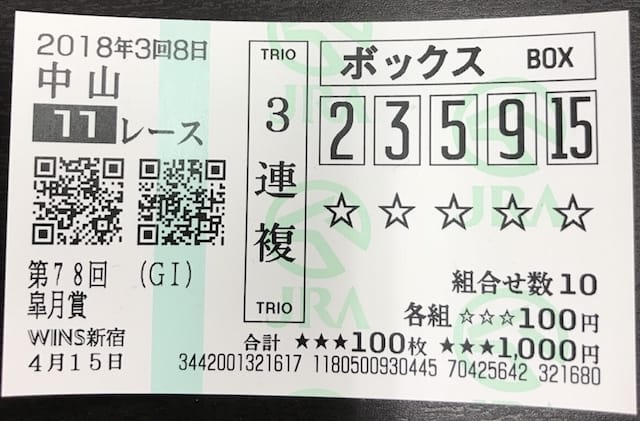 2018年3回8日
中山
11レース
第78回 (GI)
皐月賞
WINS新宿
4月15日
TRIO
3連複
TRIO
ボックス BOX
2 3 5 9 15
☆ ☆ ☆ ☆ ☆
組合せ数10
各組 ☆☆☆100円
合計 ★★★100枚 ★★★1,000円
3442001321617 1180500930445 70425642 321680
JRA
JRA
JRA